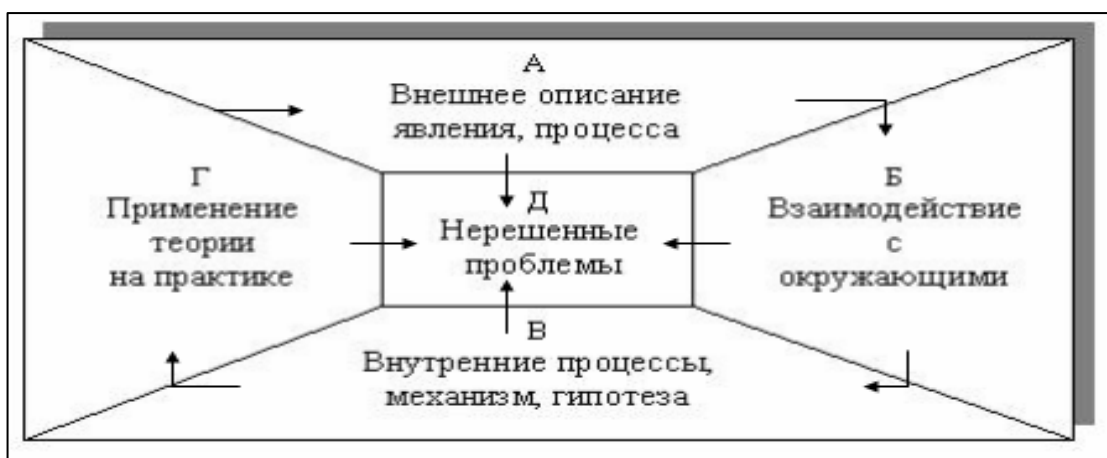 А
Внешнее описание
явления, процесса
Г
Применение
теории
на практике
Д
Нерешенные
проблемы
Б
Взаимодействие
с
окружающими
В
Внутренние процессы,
механизм, гипотеза